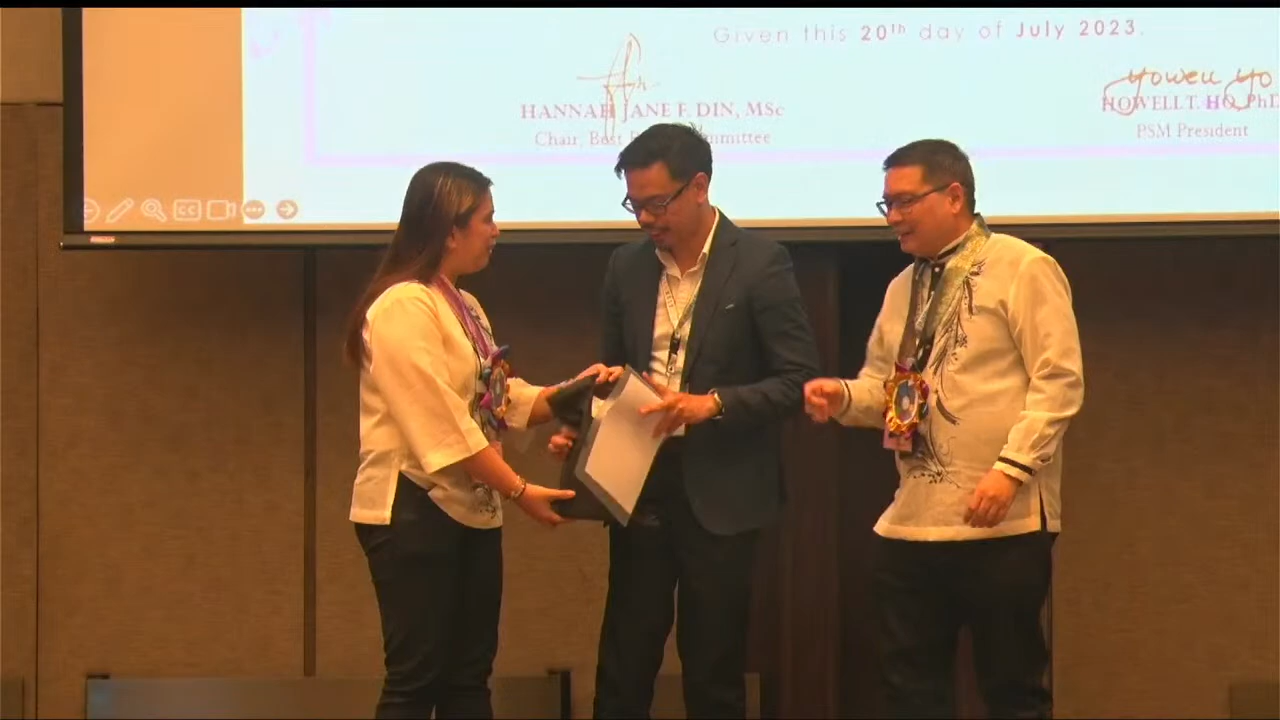 Given this 20th day of July 2023.
HANNAH JANE F. DIN, MSc
Chair, Best Committee
HOWELL T. HO, PhD
PSM President
CC